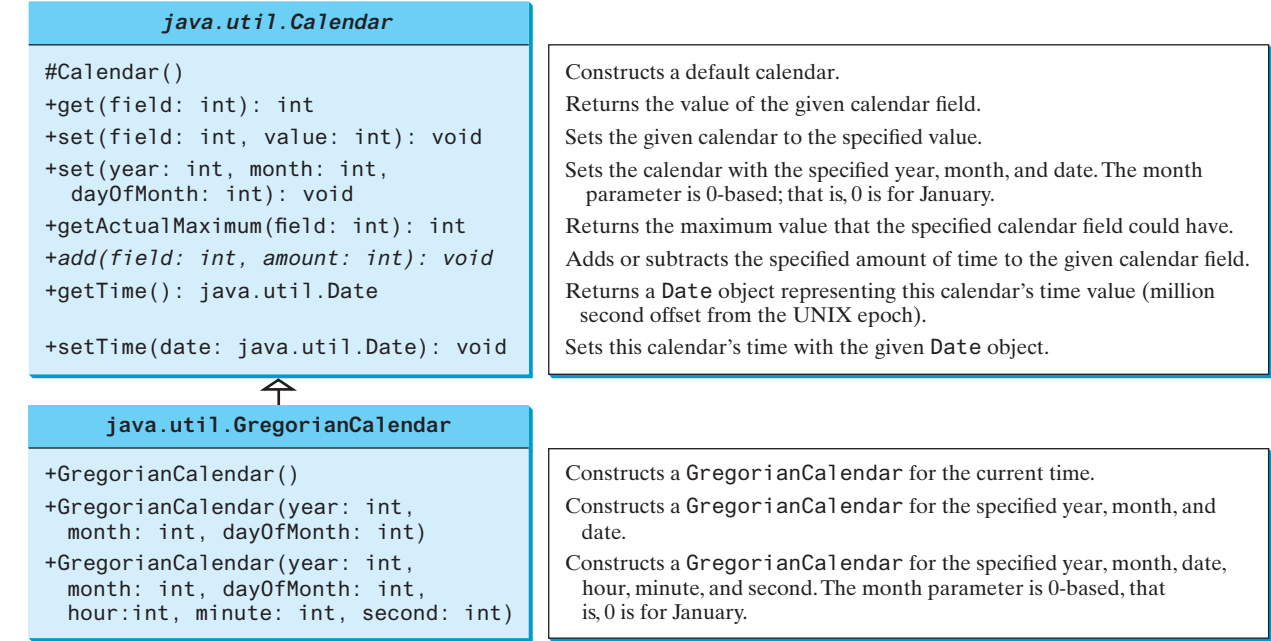 java.util.Calendar
#Calendar()
+get(field: int): int
+set(field: int, value: int): void
+set(year: int, month: int,
dayOfMonth: int): void
+getActualMaximum(field: int): int
+add(field: int, amount: int): void
+getTime(): java.util.Date
+setTime(date: java.util.Date): void
Constructs a default calendar.
Returns the value of the given calendar field.
Sets the given calendar to the specified value.
Sets the calendar with the specified year, month, and date. The month
parameter is 0-based; that is, 0 is for January.
Returns the maximum value that the specified calendar field could have.
Adds or subtracts the specified amount of time to the given calendar field.
Returns a Date object representing this calendar's time value (million
second offset from the UNIX epoch).
Sets this calendar's time with the given Date object.
java.util.GregorianCalendar
+GregorianCalendar()
+GregorianCalendar(year: int,
month: int, dayOfMonth: int)
+GregorianCalendar(year: int,
month: int, dayOfMonth: int,
hour:int, minute: int, second: int)
Constructs a GregorianCalendar for the current time.
Constructs a GregorianCalendar for the specified year, month, and
date.
Constructs a GregorianCalendar for the specified year, month, date,
hour, minute, and second. The month parameter is 0-based, that
is, 0 is for January.